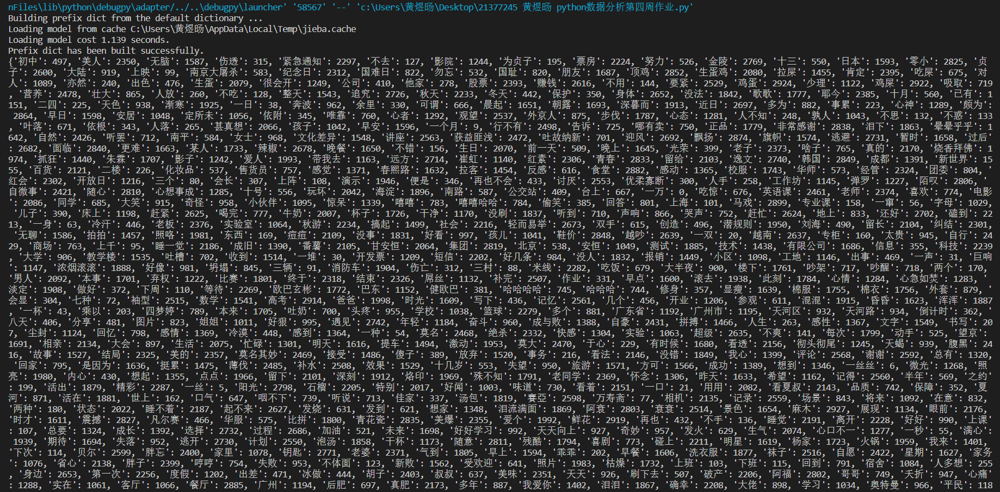 nFiles\lib\python\debugpy\adapter/../..\debugpy\launcher' '58567' '--' 'c:\Users\黄煜旸\Desktop\21377245 黄煜旸 python数据分析第四周作业.py'
Building prefix dict from the default dictionary ...
Loading model from cache C:\Users\黄煜旸\AppData\Local\Temp\jieba.cache
Loading model cost 1.139 seconds.
Prefix dict has been built successfully.
{'初中': 497, '美人': 2350, '无脑': 1587, '伤透': 315, '紧急通知': 2297, '不去': 127, '影院': 1244, '为贞子': 195, '票房': 2224, '努力': 526, '金陵': 2769, '十三': 550, '日本': 1593, '零小': 2825, '贞
子': 2600, '大陆': 919, '上映': 99, '南京大屠杀': 583, '纪念日': 2312, '国难日': 822, '勿忘': 532, '国耻': 820, '朋友': 1687, '顶鸡': 2852, '生蛋鸡': 2080, '拉屎': 1455, '肯定': 2395, '吃屎': 675, '对
人': 1089, '亦然': 240, '出色': 476, '生蛋': 2079, '很会开': 1249, '公司': 410, '他家': 278, '股票': 2393, '赚钱': 2616, '不用': 144, '要紧': 2529, '鸡蛋': 2924, '少理': 1122, '鸡屎': 2922, '吸取': 719
, '营养': 2478, '壮大': 865, '人放': 260, '不吃': 128, '整天': 1543, '追究': 2726, '秋天': 2233, '冬天': 442, '保护': 350, '身体': 2652, '没法': 1842, '歌歌': 1777, '耶今': 2385, '十月': 560, '已有': 1
151, '二四': 225, '天色': 938, '渐寒': 1925, '一日': 38, '奔波': 962, '余里': 330, '可谓': 666, '晨起': 1651, '朝露': 1693, '深暮而': 1913, '近日': 2697, '多为': 882, '事累': 223, '心神': 1289, '颇为'
: 2864, '早日': 1598, '安居': 1048, '定所未': 1056, '依附': 345, '唯靠': 760, '心者': 1292, '观望': 2537, '外京人': 875, '步伐': 1787, '心态': 1281, '人不知': 248, '孰人': 1043, '不思': 132, '不惑': 133
, '叶落': 671, '依根': 343, '人落': 265, '甚真想': 2066, '孩子': 1042, '早安': 1596, '一个月': 9, '行不有': 2498, '告诉': 725, '哪有卖': 750, '正品': 1779, '非常感谢': 2838, '泪下': 1863, '晕晕乎乎': 1
642, '自然': 2426, '听罢': 712, '南平': 584, '女士': 968, '文化差异': 1548, '讲座': 2563, '获益匪浅': 2472, '吐故纳新': 701, '迎风': 2692, '飘扬': 2874, '旗帜': 1574, '逃避': 2731, '暂时': 1658, '过后'
: 2682, '面临': 2840, '更难': 1663, '某人': 1733, '辣椒': 2678, '晚餐': 1650, '不错': 156, '生日': 2070, '前一天': 509, '晚上': 1645, '光荣': 399, '老子': 2373, '啥子': 765, '真的': 2170, '烧香拜佛': 1
974, '抓狂': 1440, '朱霖': 1707, '影子': 1242, '爱人': 1993, '带我去': 1163, '远方': 2714, '崔虹': 1140, '红素': 2306, '青春': 2833, '留给': 2103, '逸文': 2740, '韩国': 2849, '成都': 1391, '新世界': 15
55, '百货': 2121, '二楼': 226, '化妆品': 537, '售货员': 757, '感觉': 1371, '春熙路': 1632, '拉客': 1454, '反感': 616, '食堂': 2882, '感动': 1365, '校服': 1743, '华师': 573, '经管': 2324, '团委': 804, '
红会': 2302, '开放日': 1216, '三个': 80, '会长': 307, '上阵': 108, '演示': 1946, '便是': 346, '再也不会': 433, '讨厌': 2553, '优柔寡断': 300, '人手': 258, '工作坊': 1145, '弹罗': 1227, '陌叹': 2806, '
自微事': 2421, '随心': 2810, '心想事成': 1285, '十号': 556, '玩坏': 2042, '海淀': 1896, '南路': 587, '公交站': 409, '台上': 667, '一万': 0, '吃惊': 676, '英语课': 2461, '老师': 2374, '喜欢': 774, '电影'
: 2086, '同学': 685, '大笑': 915, '奇怪': 958, '小伙伴': 1095, '惊呆': 1339, '嘻嘻': 783, '嘻嘻哈哈': 784, '偷笑': 385, '回答': 801, '上海': 101, '马戏': 2899, '专业课': 158, '一窜': 56, '字母': 1029,
'儿子': 390, '床上': 1198, '赶紧': 2625, '喝完': 777, '牛奶': 2007, '杯子': 1726, '干净': 1170, '没刷': 1837, '听到': 710, '声响': 866, '哭声': 752, '赶忙': 2624, '地上': 833, '还好': 2702, '磕到': 22
13, '一身': 63, '冷汗': 446, '老板': 2376, '实验室': 1064, '秋游': 2234, '搞起': 1499, '社会': 2216, '轻而易举': 2673, '双手': 615, '创造': 496, '潜规则': 1950, '刘海': 490, '留长': 2104, '纠结': 2301,
'无聊': 1586, '拍拍': 1457, '照咯': 1981, '东西': 169, '痘痘': 2109, '没事': 1831, '好看': 997, '孩儿': 1041, '鞋价': 2848, '越吵': 2639, '一双': 20, '越南': 2637, '专柜': 160, '太贵': 945, '自行': 24
29, '商场': 763, '上千': 95, '睡一觉': 2186, '成旧': 1390, '番薯': 2105, '甘安恒': 2064, '集团': 2819, '北京': 538, '安恒': 1049, '测试': 1885, '技术': 1438, '有限公司': 1686, '信息': 355, '科技': 2239
, '大学': 906, '教学楼': 1535, '吐槽': 702, '收到': 1514, '一堆': 30, '开发票': 1209, '短信': 2202, '好几条': 984, '没人': 1832, '报销': 1449, '小区': 1098, '工地': 1146, '出事': 469, '一声': 31, '巨响'
: 1147, '浓烟滚滚': 1888, '好像': 981, '坍塌': 845, '三辆': 91, '消防车': 1904, '伤亡': 312, '三村': 88, '米线': 2282, '吃饭': 679, '大半夜': 900, '楼下': 1761, '吵架': 717, '吵醒': 718, '两个': 170,
'男人': 2092, '本事': 1701, '弃权': 1222, '比赛': 1801, '终于': 2318, '结束': 2326, '屌丝': 1132, '补完': 2507, '作业': 331, '早点': 1600, '滚去': 1938, '此刻': 1784, '心情': 1284, '心急如焚': 1283, '
淡定': 1908, '做好': 372, '下周': 110, '等待': 2269, '欧巴玄彬': 1772, '巴东': 1152, '健欧巴': 381, '哈哈哈哈': 745, '哈哈哈': 744, '修身': 357, '显瘦': 1639, '棉服': 1755, '棉衣': 1756, '外套': 879, '
会显': 304, '七种': 72, '袖型': 2515, '数学': 1541, '高考': 2914, '爸爸': 1998, '时光': 1609, '写下': 436, '记忆': 2561, '几个': 456, '开业': 1206, '参观': 611, '混混': 1915, '昏昏': 1623, '浑浑': 1887
, '一杯': 43, '乘以': 203, '四梦婷': 789, '本来': 1705, '吐奶': 700, '头疼': 955, '学校': 1038, '篮球': 2279, '多个': 881, '广东省': 1192, '广州市': 1195, '天河区': 932, '天河路': 934, '倒计时': 362, '
八天': 406, '分享': 481, '图片': 823, '姐姐': 1011, '好狠': 995, '遇见': 2742, '年轻': 1184, '奋斗': 960, '成与败': 1388, '自豪': 2431, '拼搏': 1466, '人生': 263, '感性': 1367, '文字': 1549, '书写': 20
7, '尘封': 1124, '回忆': 798, '感情': 1369, '冷漠': 448, '感到': 1364, '一种': 54, '莫名': 2468, '绝杀': 2332, '快感': 1304, '实验': 1063, '超级': 2635, '不爽': 141, '每次': 1799, '动手': 525, '望京':
1691, '相亲': 2134, '大会': 897, '生活': 2075, '忙碌': 1301, '明天': 1616, '提车': 1494, '激动': 1953, '莫大': 2470, '于心': 229, '有时候': 1680, '看透': 2156, '彻头彻尾': 1245, '天蝎': 939, '腹黑': 24
16, '故事': 1527, '结局': 2325, '美的': 2357, '莫名其妙': 2469, '接受': 1486, '傻子': 389, '放弃': 1520, '事务': 216, '看法': 2146, '没错': 1849, '我心': 1399, '评论': 2568, '谢谢': 2592, '总有': 1320,
'回家': 795, '是因为': 1636, '挺累': 1475, '薄伐': 2485, '补水': 2508, '效果': 1529, '十几岁': 553, '失望': 950, '旅游': 1571, '方可': 1566, '成功': 1389, '想到': 1346, '一丝丝': 6, '微光': 1268, '照
亮': 1980, '内心': 430, '想起': 1355, '点点': 1966, '留下': 2101, '深刻': 1912, '烙印': 1969, '殊不知': 1791, '老同学': 2369, '怀念': 1306, '昨天': 1633, '希望': 1162, '记得': 2560, '半年': 569, '之约'
: 199, '活出': 1879, '精彩': 2287, '一丝': 5, '阳光': 2798, '石榴': 2205, '特别': 2017, '好闻': 1003, '味道': 730, '看着': 2151, '一口': 21, '用用': 2082, '看夏叔': 2143, '品质': 742, '保障': 352, '夏
河': 871, '活在': 1881, '世上': 162, '口气': 647, '咽不下': 739, '听说': 713, '佳家': 337, '汤包': 1819, '赛亞': 2598, '万寿斋': 77, '相机': 2135, '记录': 2559, '场景': 843, '将来': 1092, '在意': 832,
'两种': 180, '状态': 2022, '睡不着': 2187, '起不来': 2627, '发烧': 631, '发到': 621, '想家': 1348, '泪流满面': 1869, '阿衰': 2803, '衰衰': 2514, '景色': 1654, '麻木': 2927, '展现': 1134, '眼前': 2176,
'时才': 1611, '震撼': 2827, '凡尔赛': 466, '华服': 575, '比拼': 1800, '青花瓷': 2835, '美爆': 2355, '爱个': 1992, '鲜花': 2919, '再也': 432, '不手': 136, '睡觉': 2191, '离开': 2228, '好好': 990, '上课'
: 107, '总要': 1324, '成长': 1392, '选择': 2732, '过程': 2686, '加油': 521, '未来': 1698, '好好学习': 992, '天天向上': 927, '奇妙': 957, '发火': 629, '生气': 2074, '心口不一': 1277, '一秒': 55, '满心'
: 1939, '期待': 1694, '失落': 952, '逃开': 2730, '计划': 2550, '泡汤': 1858, '干杯': 1173, '随意': 2811, '残酷': 1794, '喜剧': 773, '碰上': 2211, '明星': 1619, '杨家': 1723, '火锅': 1959, '我来': 1401,
'下次': 114, '贝尔': 2599, '胖忘': 2400, '家里': 1078, '钥匙': 2771, '老婆': 2371, '气到': 1805, '早上': 1594, '乖乖': 202, '早餐': 1606, '洗衣服': 1877, '袜子': 2516, '自愿': 2422, '星期': 1627, '家务'
: 1076, '省心': 2138, '胖子': 2399, '哼哼': 754, '失败': 953, '不体面': 123, '新败': 1562, '受欢迎': 641, '照片': 1983, '枯燥': 1732, '上班': 103, '下班': 115, '回到': 791, '宿舍': 1084, '人多想': 255
, '身边': 2653, '第一次': 2256, '度假': 1202, '出差': 471, '冰做': 444, '胡子': 2403, '叔叔': 637, '美味': 2351, '天天': 926, '刷下去': 507, '破产': 2206, '阿福': 2802, '哥哥': 749, '夭折': 947, '心痛'
: 1288, '实在': 1061, '客厅': 1066, '餐厅': 2885, '广州': 1194, '后肥': 697, '真肥': 2173, '多年': 887, '我爱你': 1402, '泪泪': 1867, '确幸': 2208, '大佬': 898, '学习': 1034, '奥特曼': 966, '平民': 118